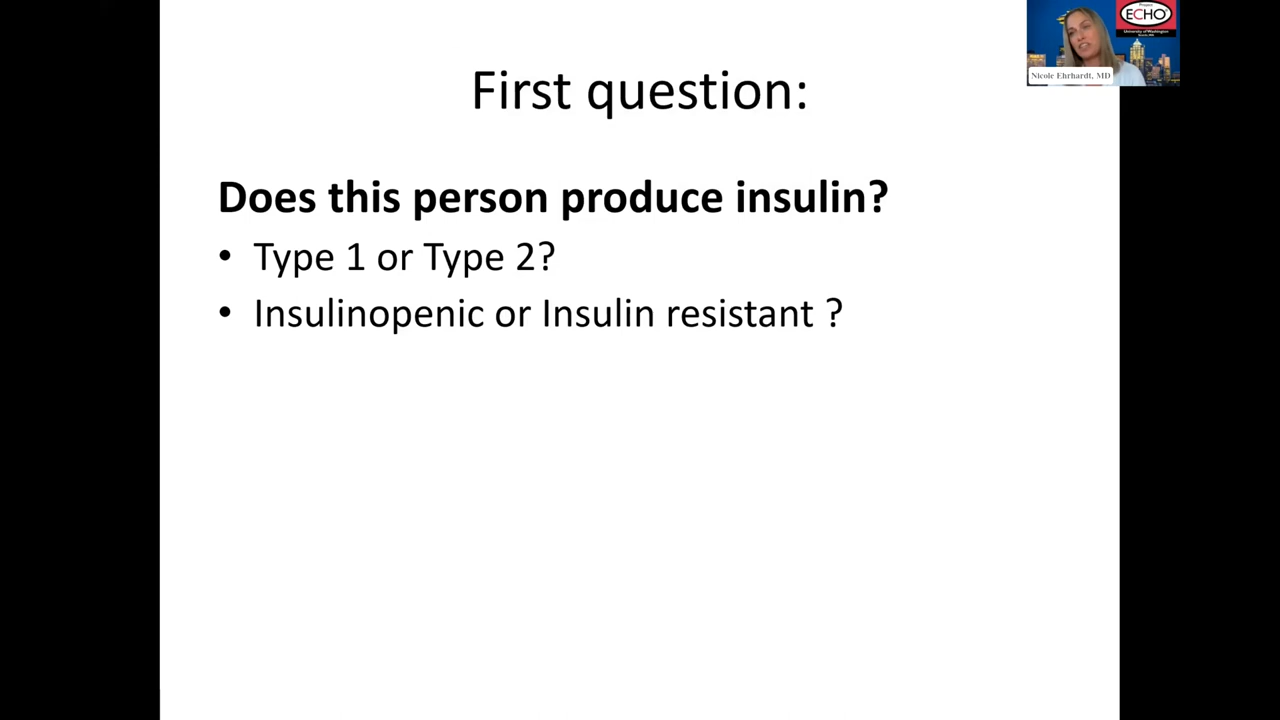 First question:
Does this person produce insulin?
• Type 1 or Type 2?
• Insulinopenic or Insulin resistant ?
Project
ECHO
University of Washington
Nicole Ehrhardt, MD